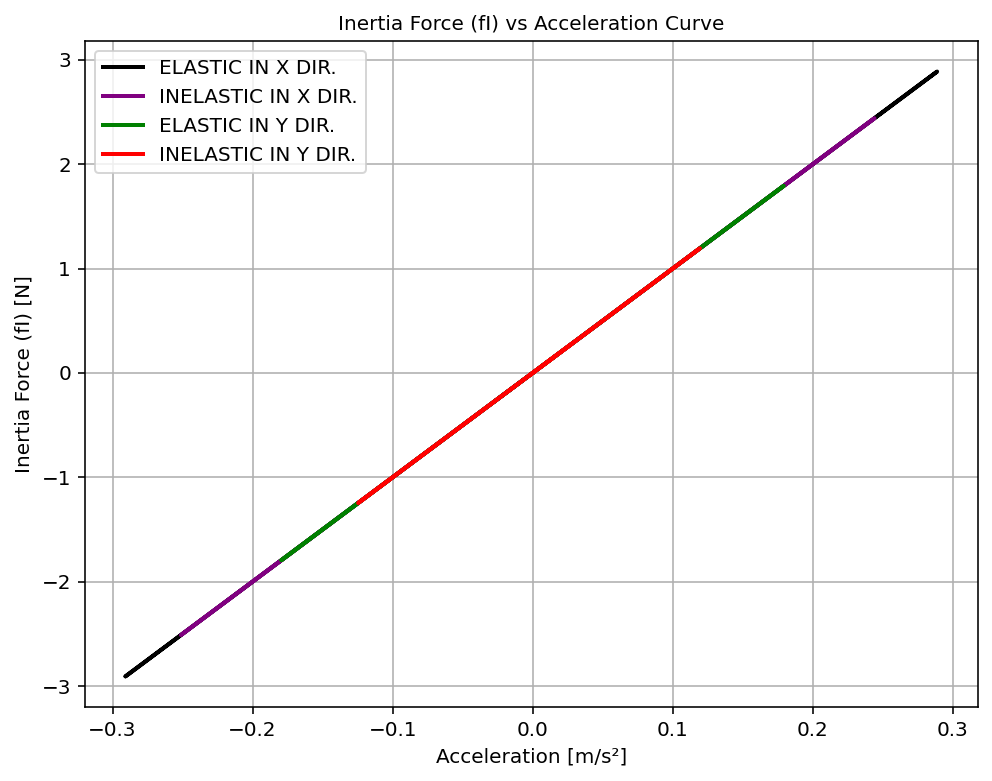 Inertia Force (fI) vs Acceleration Curve
ELASTIC IN X DIR.
INELASTIC IN X DIR.
ELASTIC IN Y DIR.
INELASTIC IN Y DIR.
Inertia Force (fI) [N]
3
2
1
0
−1
−2
−3
−0.3 −0.2 −0.1 0.0 0.1 0.2 0.3
Acceleration [m/s²]